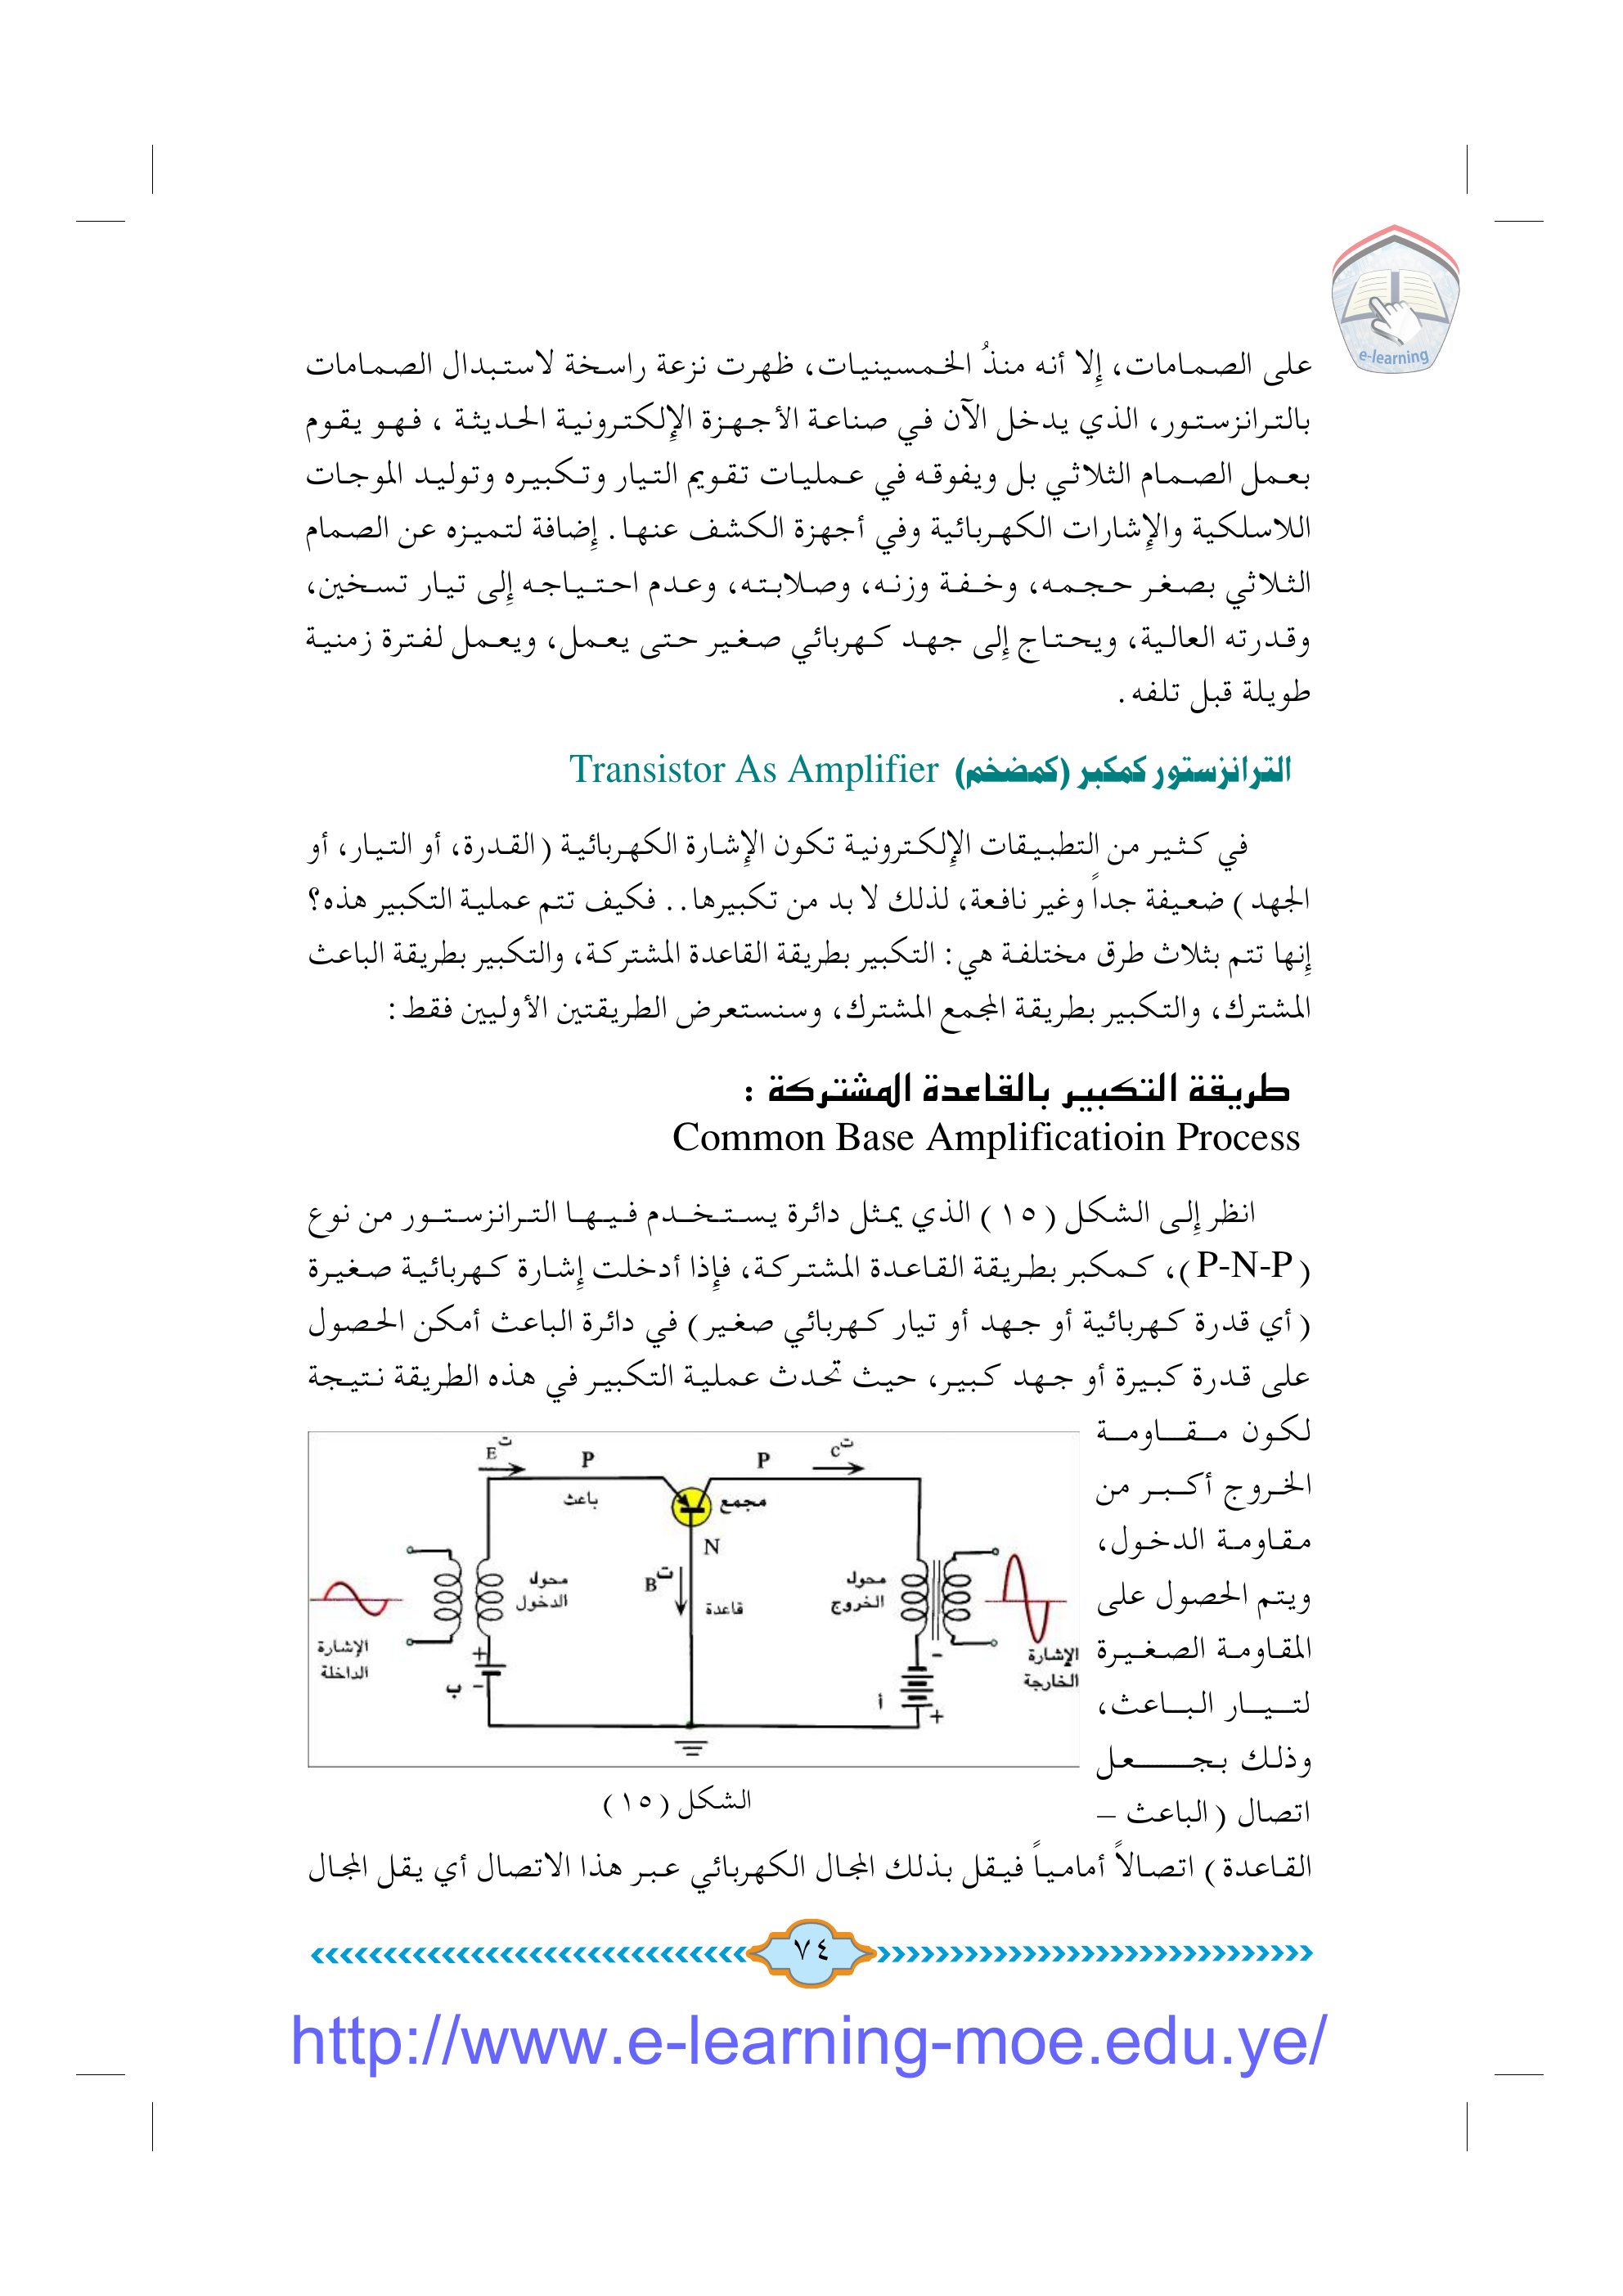 e-learning
على الصمامات، إلا أنه منذُ الخمسينيات، ظهرت نزعة راسخة لاستبدال الصمامات
بالترانزستور، الذي يدخل الآن في صناعة الأجهزة الإلكترونية الحديثة ، فهو يقوم
بعمل الصمام الثلاثي بل ويفوقه في عمليات تقويم التيار وتكبيره وتوليد الموجات
اللاسلكية والإشارات الكهربائية وفي أجهزة الكشف عنها. إضافة لتميزه عن الصمام
الثلاثي بصغر حجمه، وخفة وزنه، وصلابته، وعدم احتياجه إلى تيار تسخين،
وقدرته العالية، ويحتاج إلى جهد كهربائي صغير حتى يعمل، ويعمل لفترة زمنية
طويلة قبل تلفه.
الترانزستور كمكبر (كمضخم) Transistor As Amplifier
في كثير من التطبيقات الإلكترونية تكون الإشارة الكهربائية (القدرة، أو التيار، أو
الجهد) ضعيفة جداً وغير نافعة، لذلك لا بد من تكبيرها.. فكيف تتم عملية التكبير هذه؟
إنها تتم بثلاث طرق مختلفة هي: التكبير بطريقة القاعدة المشتركة، والتكبير بطريقة الباعث
المشترك، والتكبير بطريقة المجمع المشترك، وسنستعرض الطريقتين الأوليين فقط:
طريقة التكبير بالقاعدة المشتركة :
Common Base Amplificatioin Process
انظر إلى الشكل (١٥) الذي يمثل دائرة يستخدم فيها الترانزستور من نوع
(P-N-P)، كمكبر بطريقة القاعدة المشتركة، فإذا أدخلت إشارة كهربائية صغيرة
(أي قدرة كهربائية أو جهد أو تيار كهربائي صغير) في دائرة الباعث أمكن الحصول
على قدرة كبيرة أو جهد كبير، حيث تحدث عملية التكبير في هذه الطريقة نتيجة
لكون مقاومة
الخروج أكبر من
مقاومة الدخول،
ويتم الحصول على
المقاومة الصغيرة
لتيار الباعث،
وذلك بجعل
اتصال (الباعث –
ت E
P
P
ت C
باعث
مجمع
N
ت B
قاعدة
محول
الدخول
محول
الخروج
الإشارة
الداخلة
الإشارة
الخارجة
+
-
ب
-
أ
+
الشكل (١٥)
القاعدة) اتصالاً أمامياً فيقل بذلك المجال الكهربائي عبر هذا الاتصال أي يقل المجال
٧٤
http://www.e-learning-moe.edu.ye/